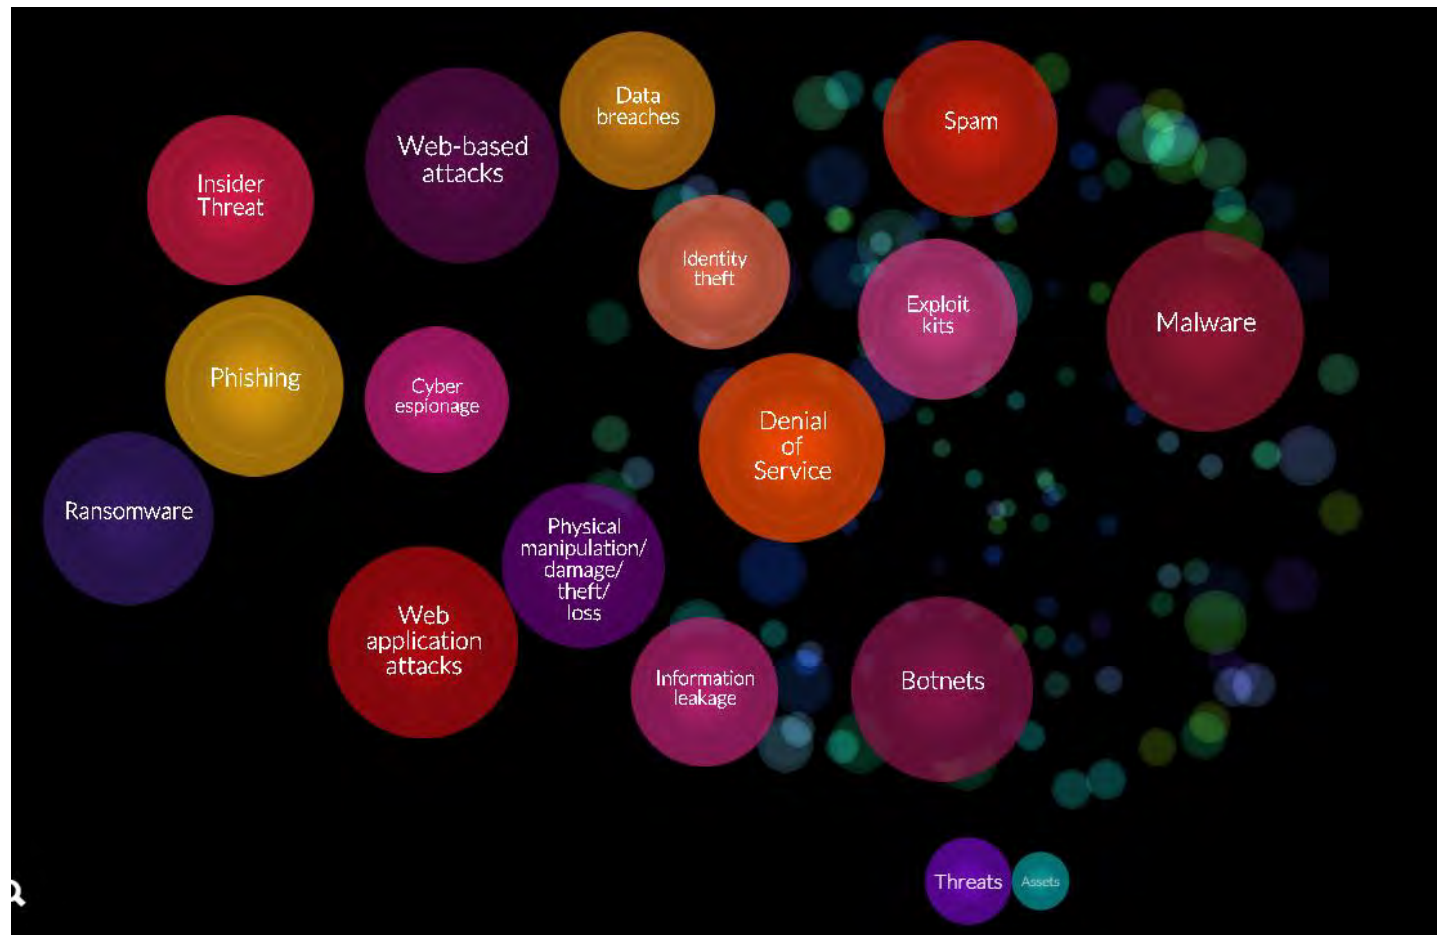 Data
breaches
Spam
Web-based
attacks
Insider
Threat
Identity
theft
Exploit
kits
Malware
Phishing
Cyber
espionage
Denial
of
Service
Ransomware
Physical
manipulation/
damage/
theft/
loss
Web
application
attacks
Information
leakage
Botnets
Threats
Assets